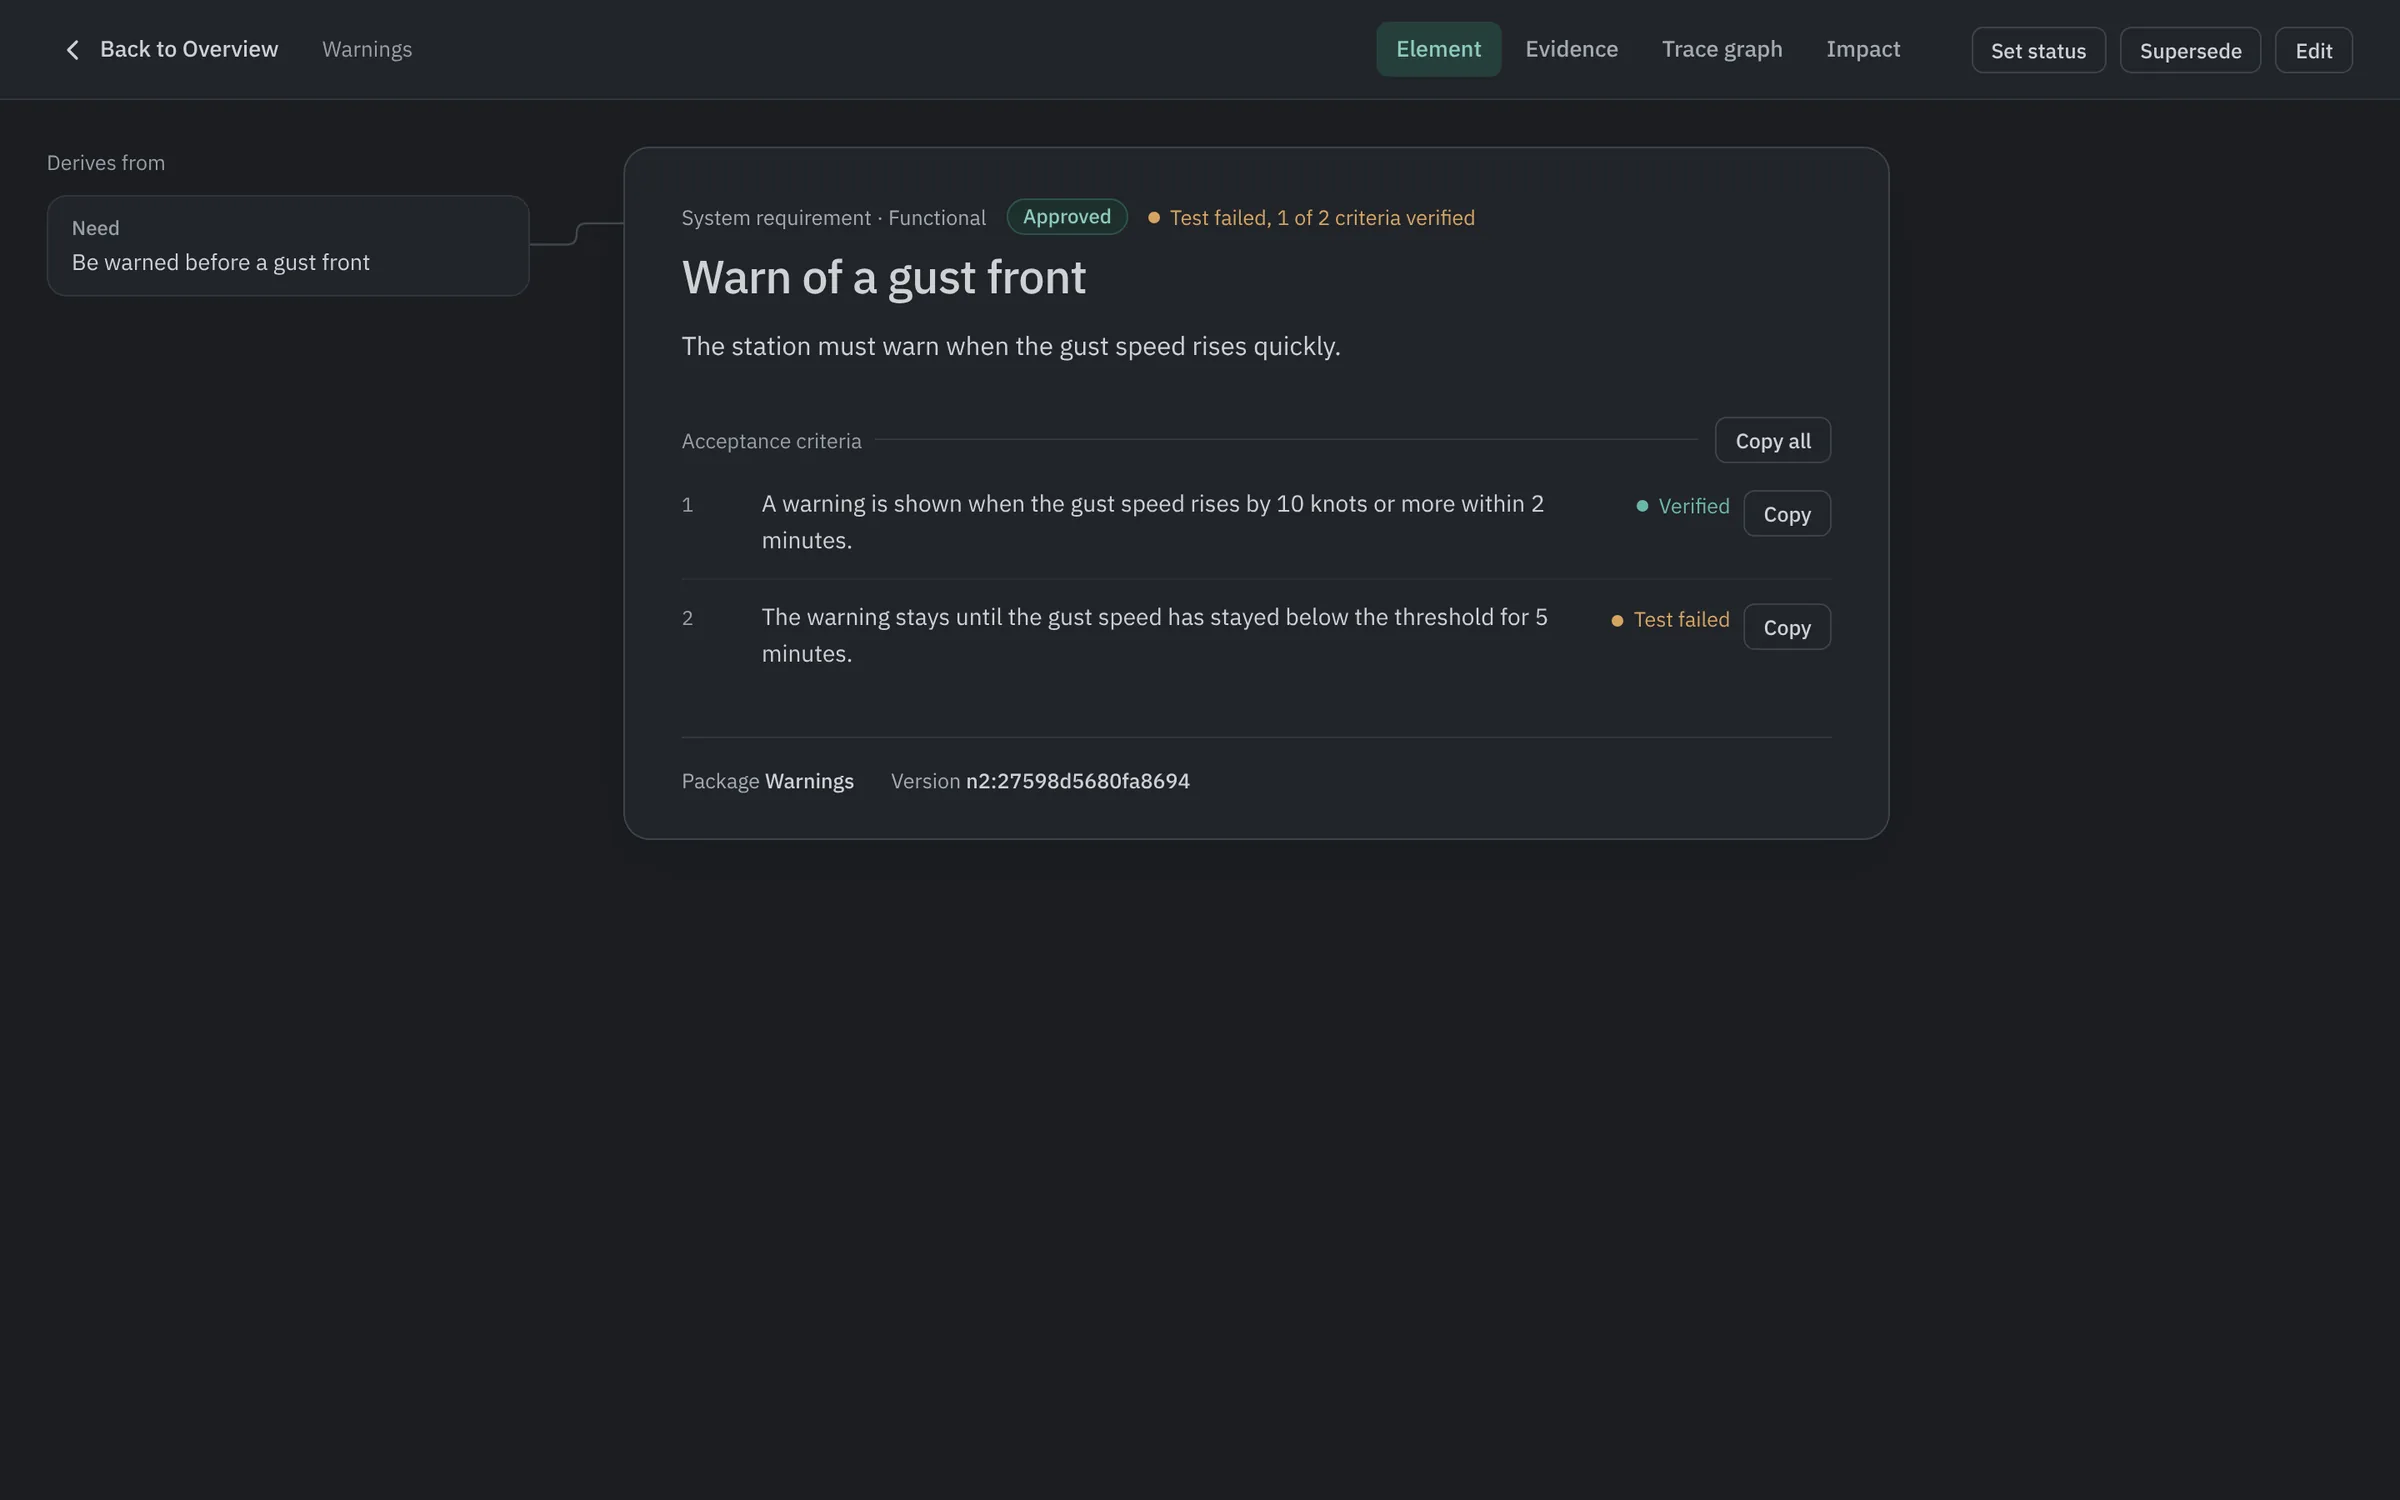 Back to Overview
Warnings
Element
Evidence
Trace graph
Impact
Set status
Supersede
Edit
Derives from
Need
Be warned before a gust front
System requirement · Functional
Approved
Test failed, 1 of 2 criteria verified
Warn of a gust front
The station must warn when the gust speed rises quickly.
Acceptance criteria
Copy all
1
A warning is shown when the gust speed rises by 10 knots or more within 2
minutes.
Verified
Copy
2
The warning stays until the gust speed has stayed below the threshold for 5
minutes.
Test failed
Copy
Package Warnings
Version n2:27598d5680fa8694